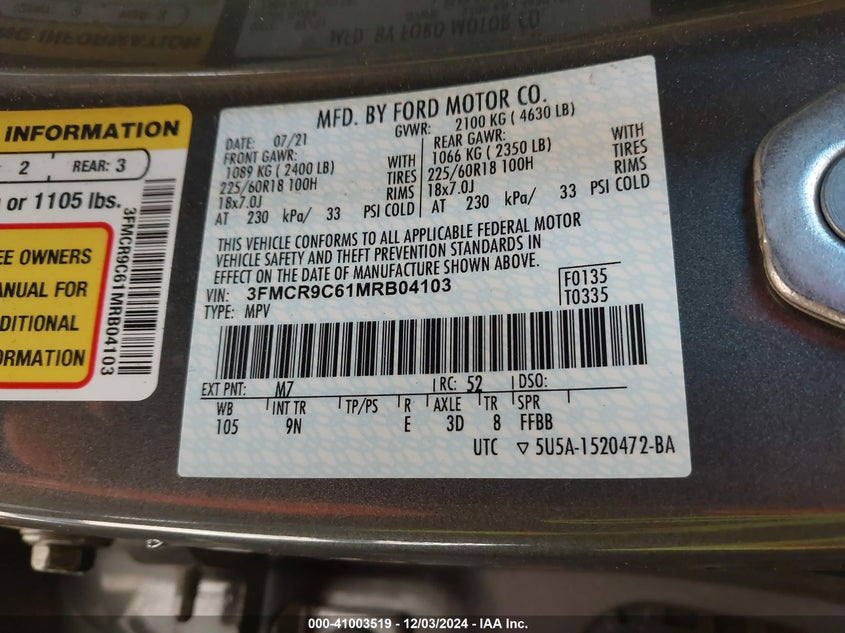 MFD. BY FORD MOTOR CO.
INFORMATION
2 REAR: 3
or 1105 lbs.
EE OWNERS
ANUAL FOR
DITIONAL
ORMATION
3FMCR9C61MRB04103
MFD. BY FORD MOTOR CO.
DATE: 07/21 GVWR: 2100 KG ( 4630 LB)
FRONT GAWR: WITH REAR GAWR: WITH
1089 KG ( 2400 LB) TIRES 1066 KG ( 2350 LB) TIRES
225/60R18 100H RIMS 225/60R18 100H RIMS
18x7.0J 18x7.0J
AT 230 kPa/ 33 PSI COLD AT 230 kPa/ 33 PSI COLD
THIS VEHICLE CONFORMS TO ALL APPLICABLE FEDERAL MOTOR
VEHICLE SAFETY AND THEFT PREVENTION STANDARDS IN
EFFECT ON THE DATE OF MANUFACTURE SHOWN ABOVE.
VIN: 3FMCR9C61MRB04103 F0135
TYPE: MPV T0335
EXT PNT: M7 RC: 52 DSO:
WB INT TR TP/PS R AXLE TR SPR
105 9N E 3D 8 FFBB
UTC ▽ 5U5A-1520472-BA
000-41003519 - 12/03/2024 - IAA Inc.